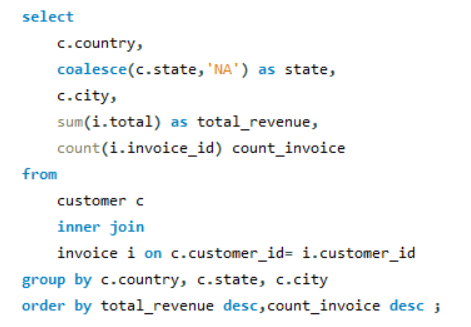 select
c.country,
coalesce(c.state,'NA') as state,
c.city,
sum(i.total) as total_revenue,
count(i.invoice_id) count_invoice
from
customer c
inner join
invoice i on c.customer_id= i.customer_id
group by c.country, c.state, c.city
order by total_revenue desc,count_invoice desc ;